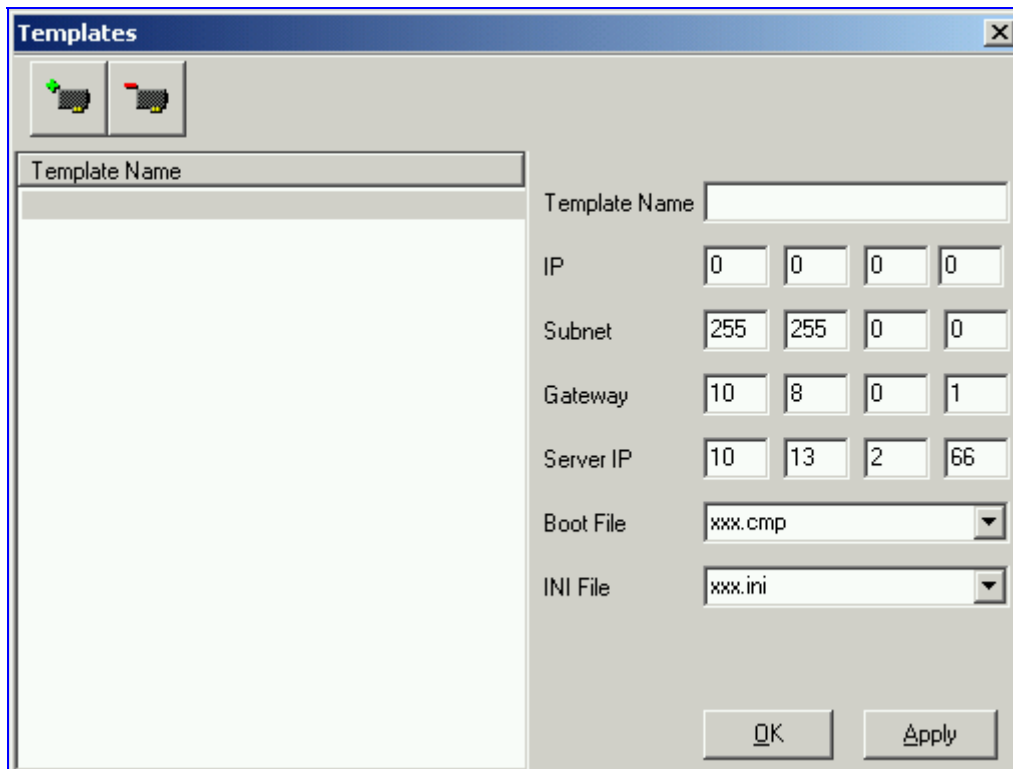 Templates
Template Name
Template Name
IP 0 0 0 0
Subnet 255 255 0 0
Gateway 10 8 0 1
Server IP 10 13 2 66
Boot File xxx.cmp
INI File xxx.ini
OK Apply